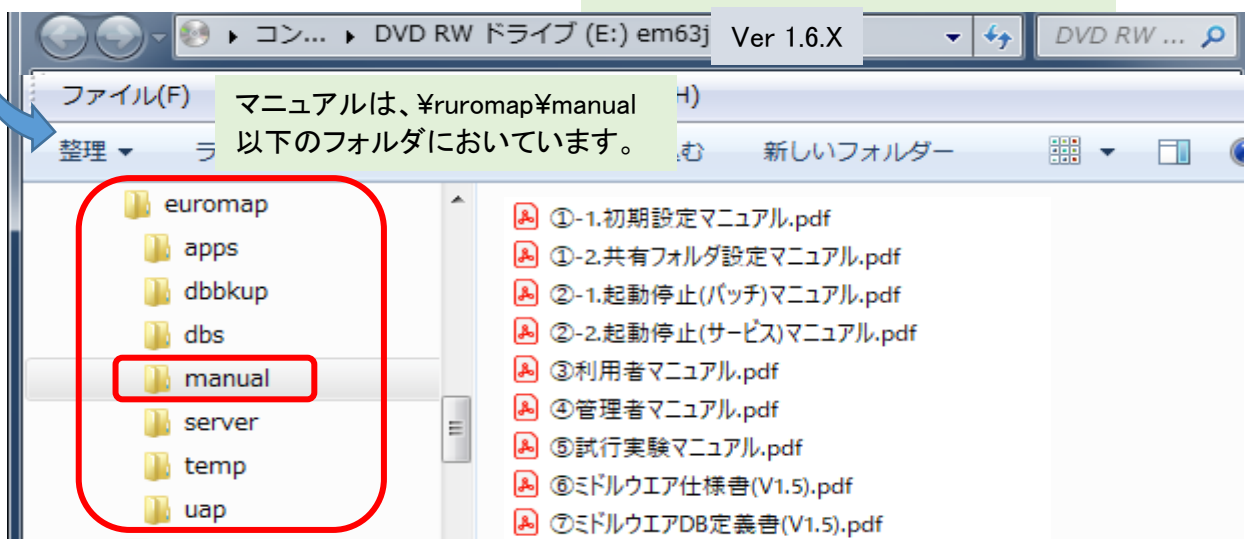 コン... ▸ DVD RW ドライブ (E:) em63j
Ver 1.6.X
DVD RW ...
ファイル(F)
H)
マニュアルは、¥ruromap¥manual
以下のフォルダにおいています。
整理
ラ
む
新しいフォルダー
euromap
apps
dbbkup
dbs
manual
server
temp
uap
①-1.初期設定マニュアル.pdf
①-2.共有フォルダ設定マニュアル.pdf
②-1.起動停止(バッチ)マニュアル.pdf
②-2.起動停止(サービス)マニュアル.pdf
③利用者マニュアル.pdf
④管理者マニュアル.pdf
⑤試行実験マニュアル.pdf
⑥ミドルウエア仕様書(V1.5).pdf
⑦ミドルウエアDB定義書(V1.5).pdf